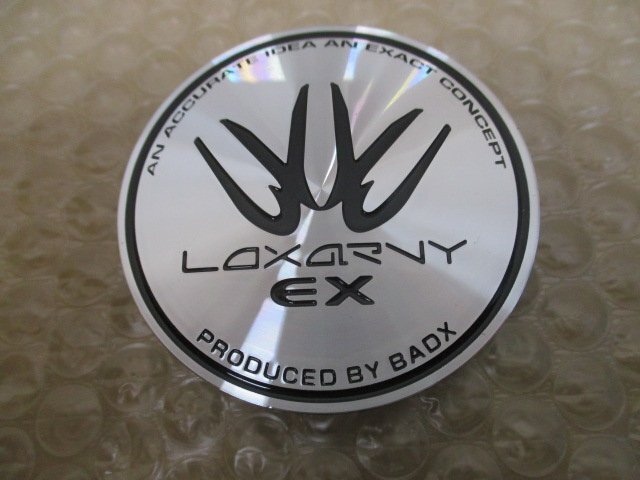 AN ACCURATE IDEA AN EXACT CONCEPT
LOXARNY
EX
PRODUCED BY BADX